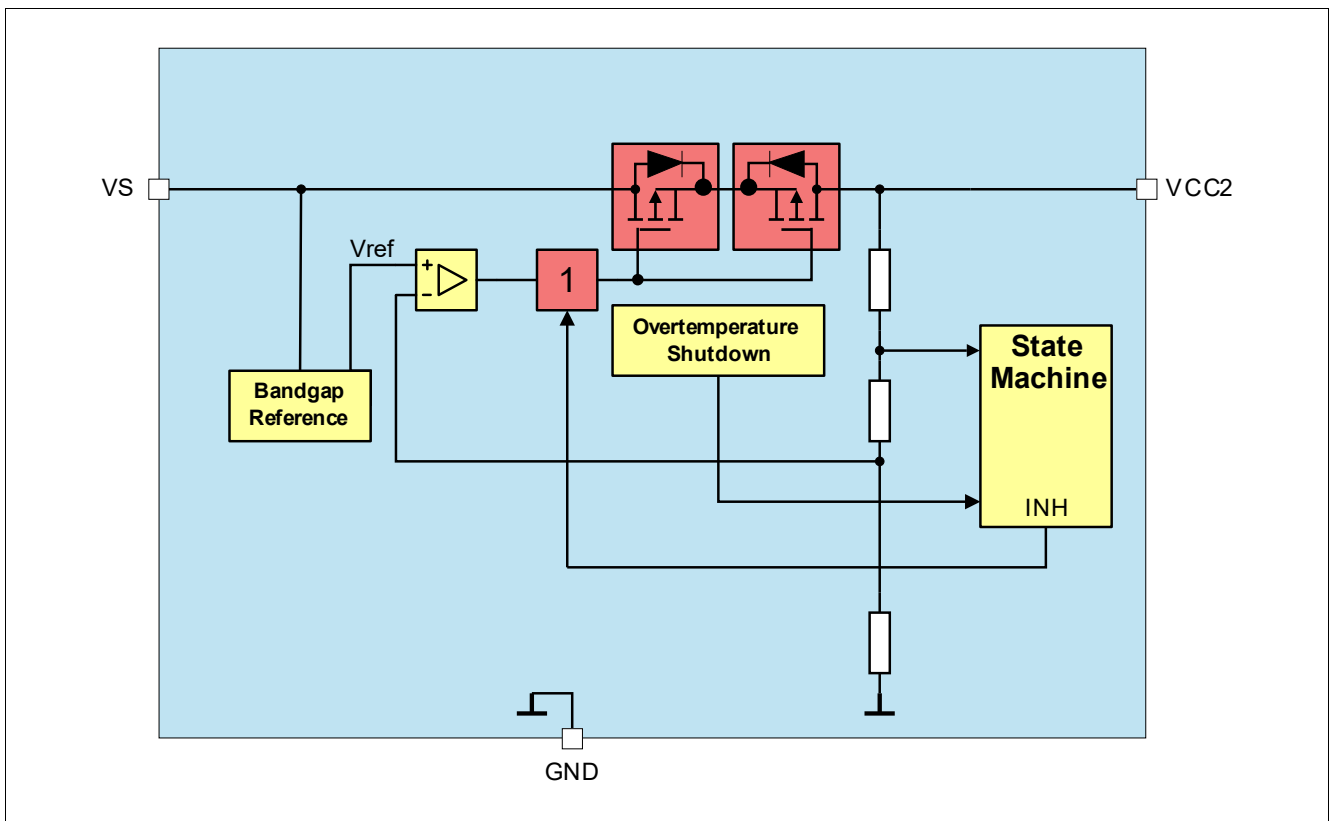 VS
VCC2
Vref
+
-
1
Overtemperature
Shutdown
State
Machine
Bandgap
Reference
INH
GND